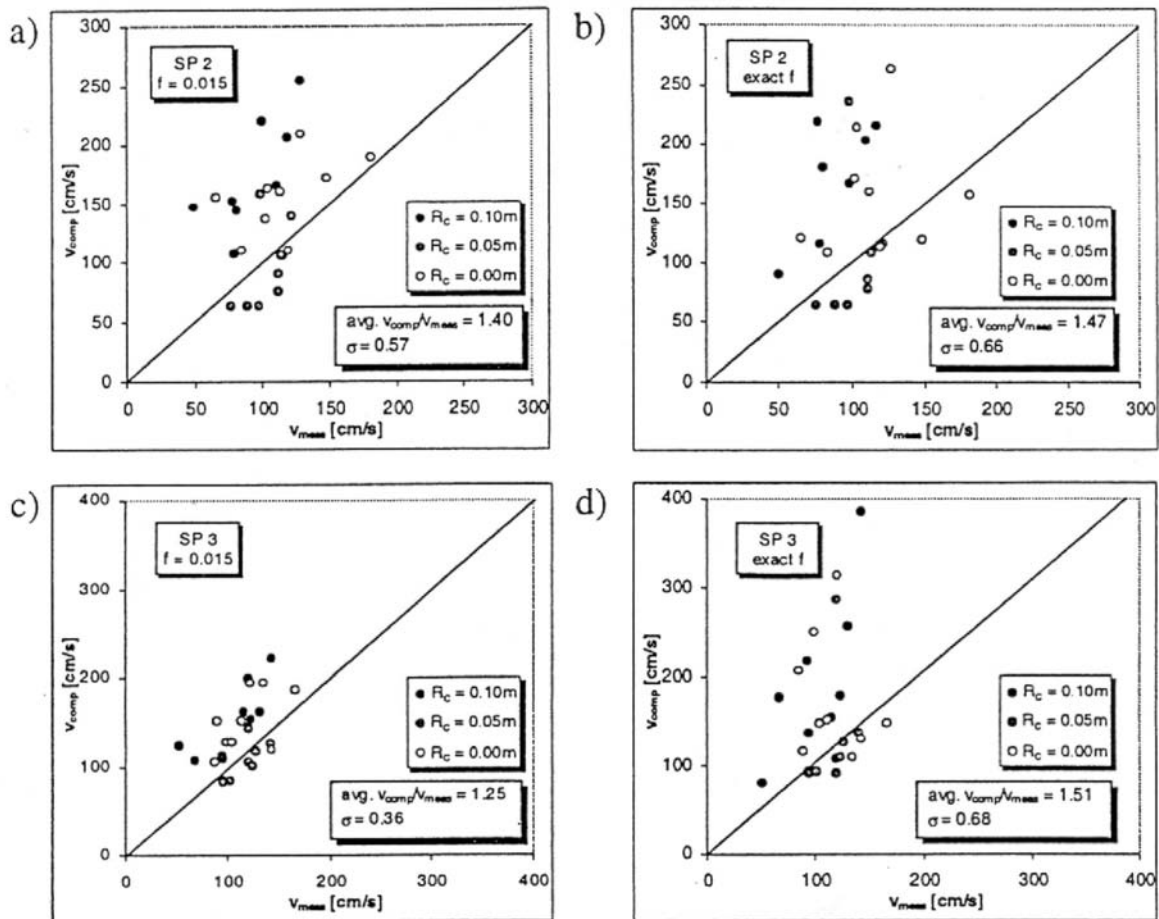 a)
300
250
200
150
100
50
0
v_comp [cm/s]
SP 2
f = 0.015
R_c = 0.10m
R_c = 0.05m
R_c = 0.00m
avg. v_comp/v_meas = 1.40
σ = 0.57
0 50 100 150 200 250 300
v_meas [cm/s]
b)
300
250
200
150
100
50
0
v_comp [cm/s]
SP 2
exact f
R_c = 0.10m
R_c = 0.05m
R_c = 0.00m
avg. v_comp/v_meas = 1.47
σ = 0.66
0 50 100 150 200 250 300
v_meas [cm/s]
c)
400
300
200
100
0
v_comp [cm/s]
SP 3
f = 0.015
R_c = 0.10m
R_c = 0.05m
R_c = 0.00m
avg. v_comp/v_meas = 1.25
σ = 0.36
0 100 200 300 400
v_meas [cm/s]
d)
400
300
200
100
0
v_comp [cm/s]
SP 3
exact f
R_c = 0.10m
R_c = 0.05m
R_c = 0.00m
avg. v_comp/v_meas = 1.51
σ = 0.68
0 100 200 300 400
v_meas [cm/s]